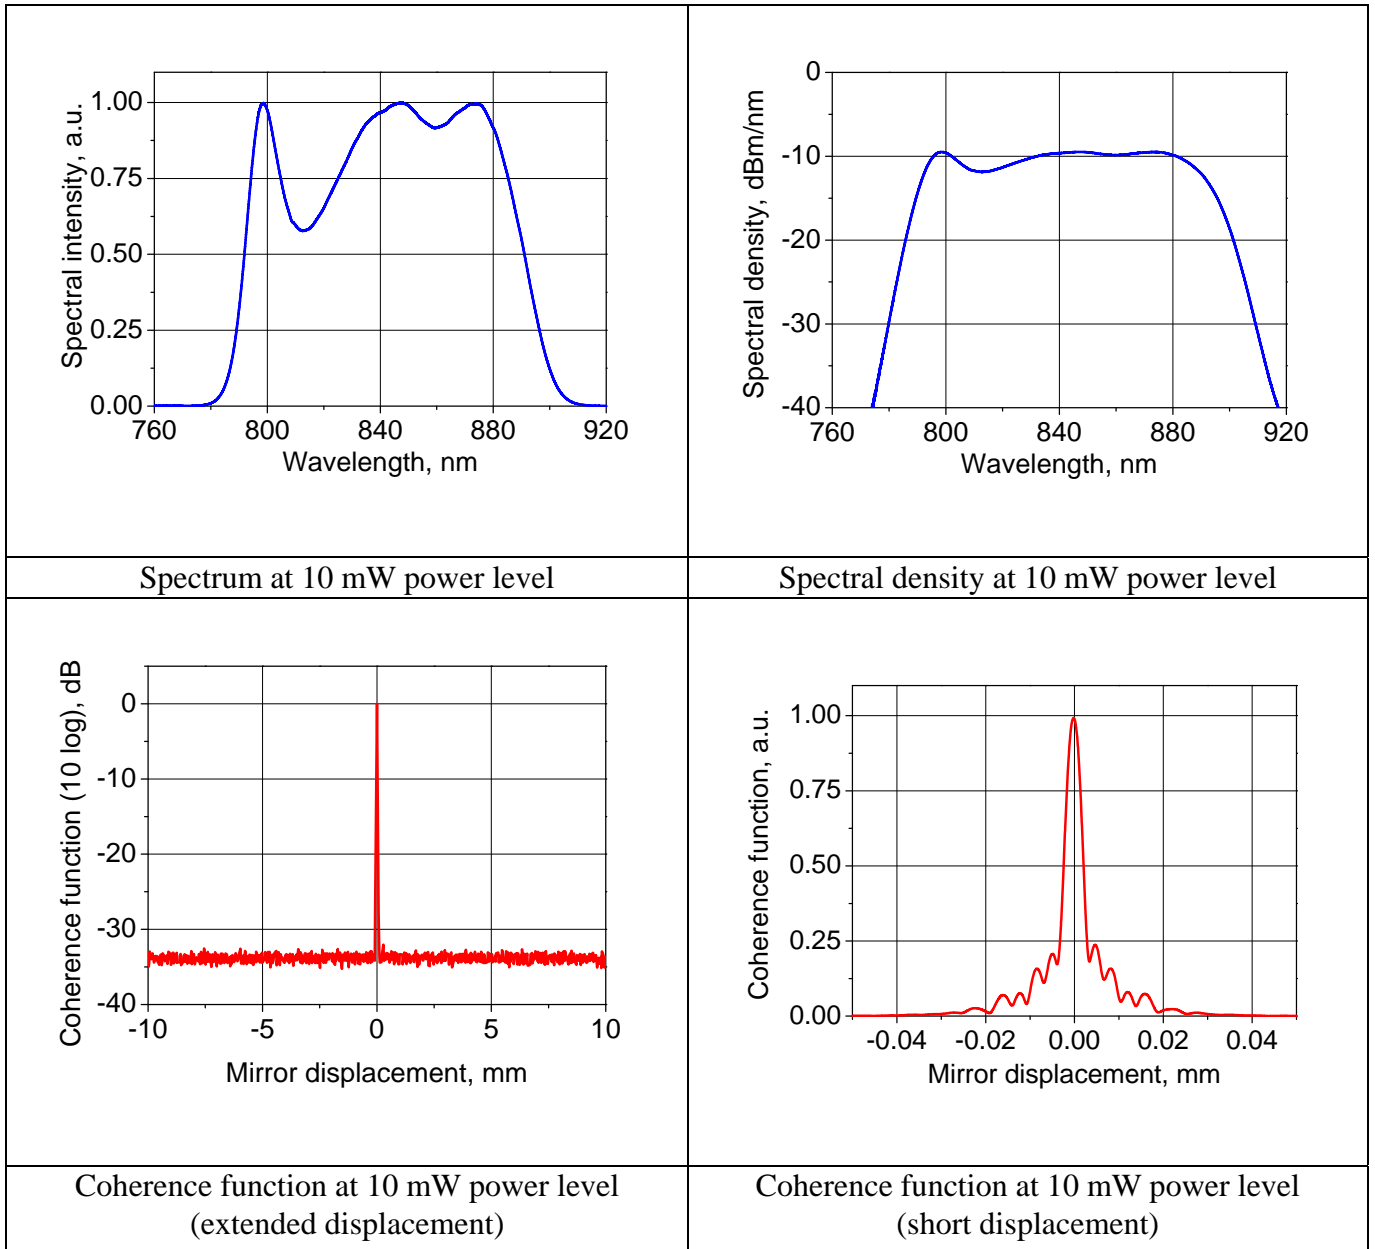 Spectral intensity, a.u.
1.00
0.75
0.50
0.25
0.00
760 800 840 880 920
Wavelength, nm
Spectral density, dBm/nm
0
-10
-20
-30
-40
760 800 840 880 920
Wavelength, nm
Spectrum at 10 mW power level
Spectral density at 10 mW power level
Coherence function (10 log), dB
0
-10
-20
-30
-40
-10 -5 0 5 10
Mirror displacement, mm
Coherence function, a.u.
1.00
0.75
0.50
0.25
0.00
-0.04 -0.02 0.00 0.02 0.04
Mirror displacement, mm
Coherence function at 10 mW power level
(extended displacement)
Coherence function at 10 mW power level
(short displacement)